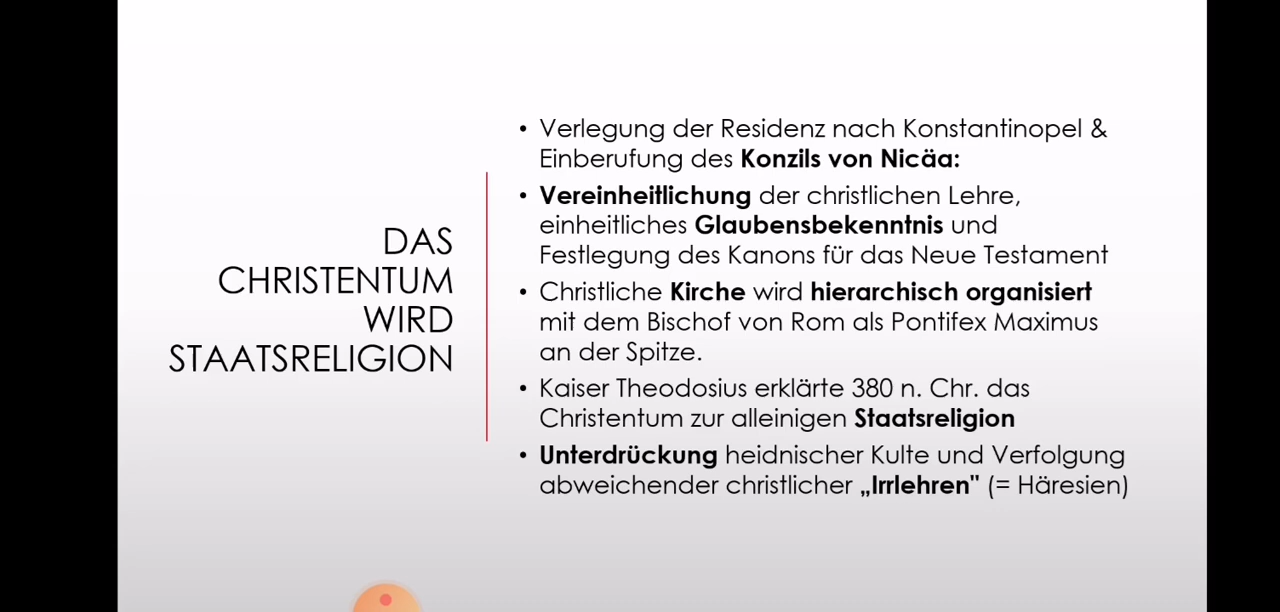 DAS
CHRISTENTUM
WIRD
STAATSRELIGION
• Verlegung der Residenz nach Konstantinopel &
Einberufung des Konzils von Nicäa:
• Vereinheitlichung der christlichen Lehre,
einheitliches Glaubensbekenntnis und
Festlegung des Kanons für das Neue Testament
• Christliche Kirche wird hierarchisch organisiert
mit dem Bischof von Rom als Pontifex Maximus
an der Spitze.
• Kaiser Theodosius erklärte 380 n. Chr. das
Christentum zur alleinigen Staatsreligion
• Unterdrückung heidnischer Kulte und Verfolgung
abweichender christlicher „Irrlehren" (= Häresien)